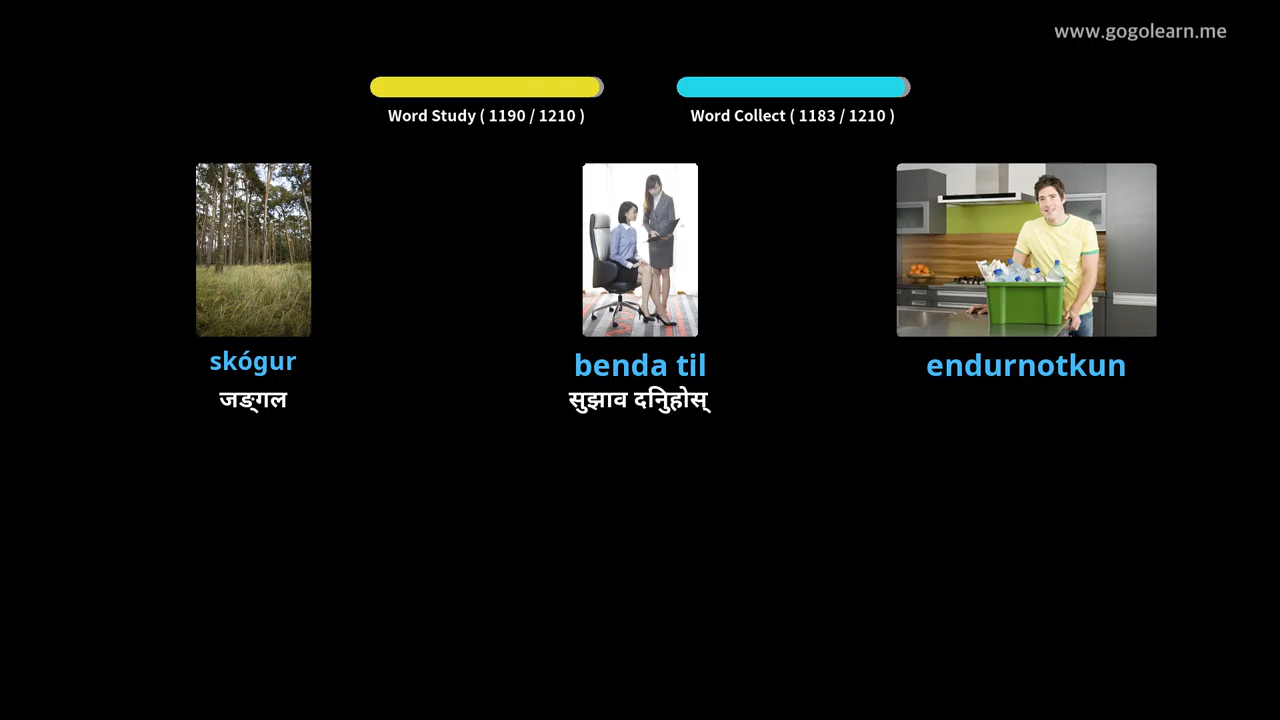 www.gogolearn.me
Word Study ( 1190 / 1210 )
Word Collect ( 1183 / 1210 )
skógur
benda til
endurnotkun
जङ्गल
सुझाव दिनुहोस्